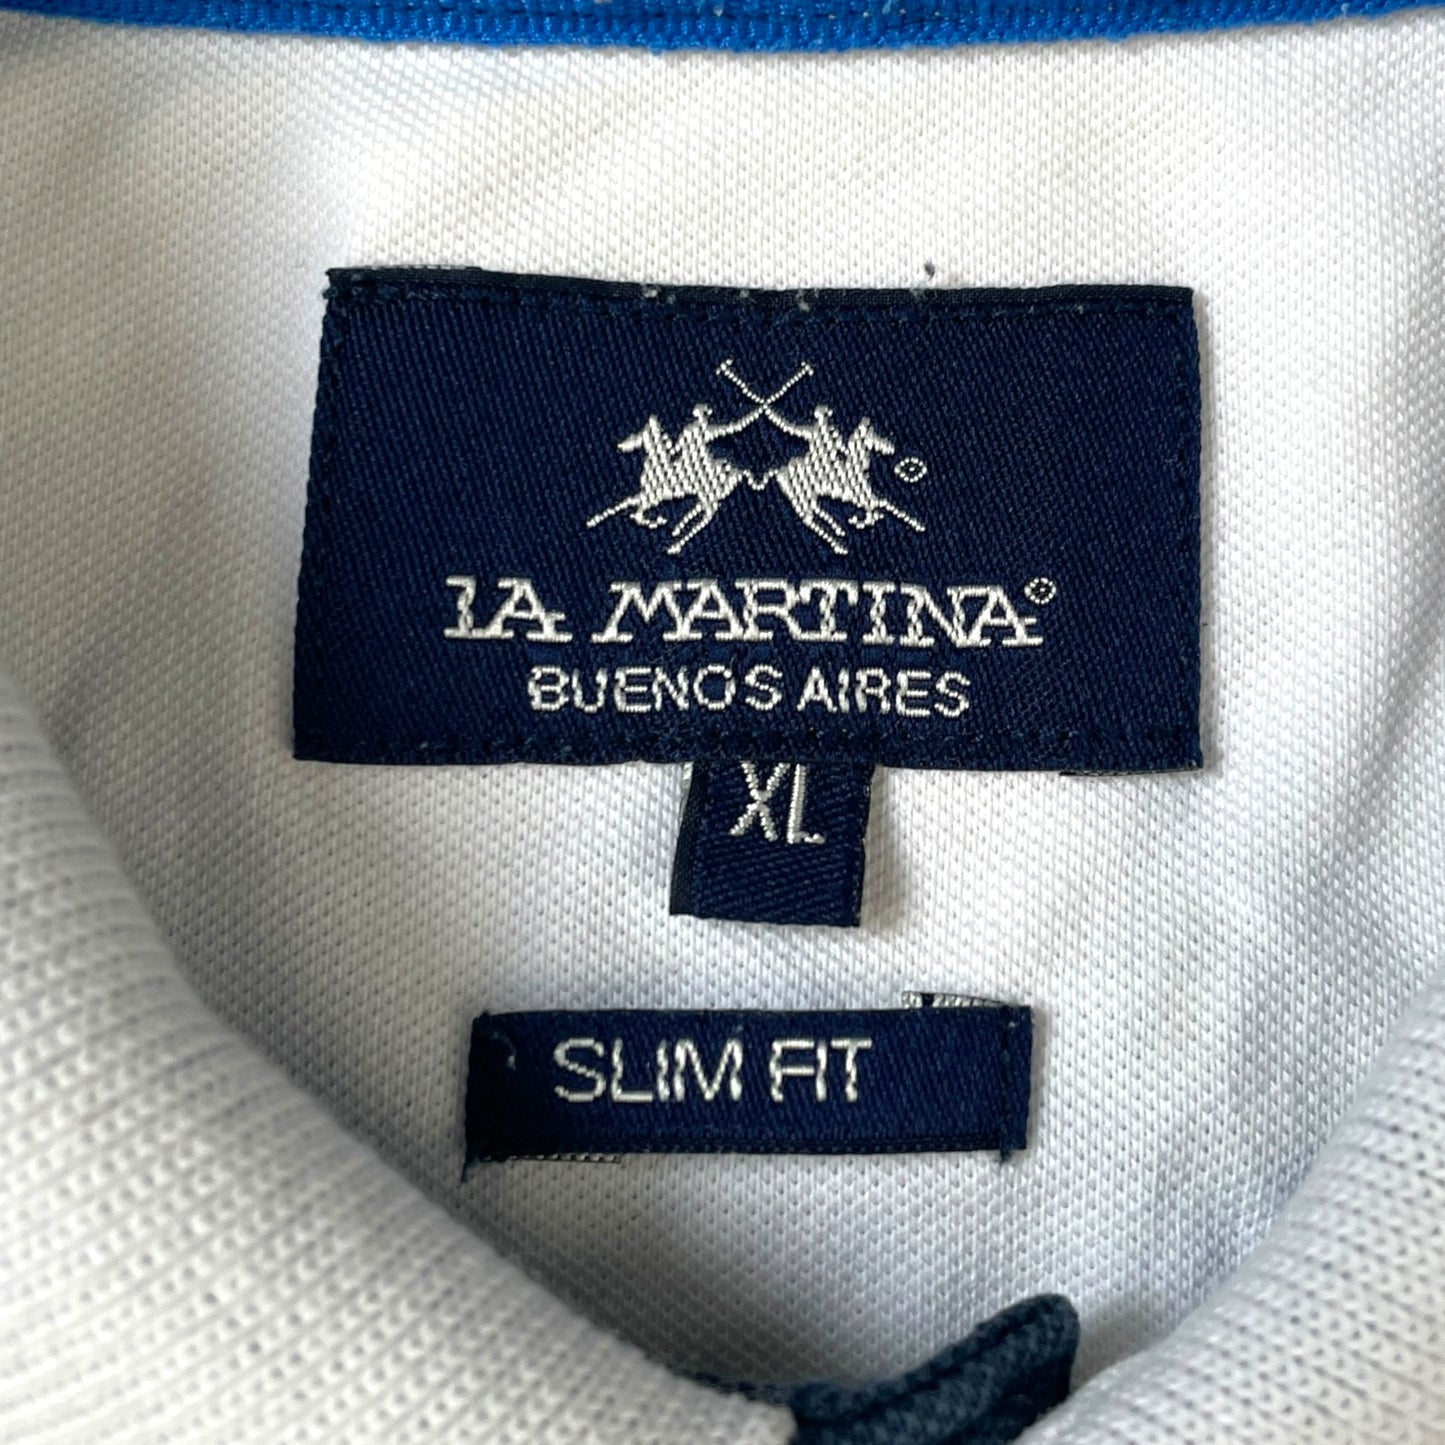 LA MARTINA®
BUENOS AIRES
XL
SLIM FIT